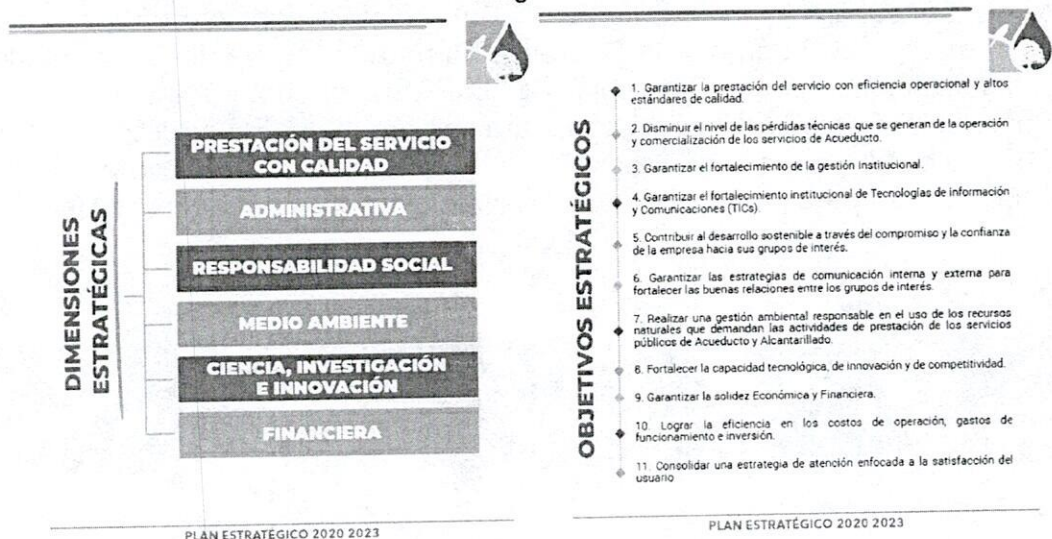 DIMENSIONES
ESTRATÉGICAS
PRESTACIÓN DEL SERVICIO
CON CALIDAD
ADMINISTRATIVA
RESPONSABILIDAD SOCIAL
MEDIO AMBIENTE
CIENCIA, INVESTIGACIÓN
E INNOVACIÓN
FINANCIERA
PLAN ESTRATÉGICO 2020 2023
OBJETIVOS ESTRATÉGICOS
1. Garantizar la prestación del servicio con eficiencia operacional y altos
estándares de calidad.
2. Disminuir el nivel de las pérdidas técnicas que se generan de la operación
y comercialización de los servicios de Acueducto.
3. Garantizar el fortalecimiento de la gestión Institucional.
4. Garantizar el fortalecimiento institucional de Tecnologías de información
y Comunicaciones (TICs).
5. Contribuir al desarrollo sostenible a través del compromiso y la confianza
de la empresa hacia sus grupos de interés.
6. Garantizar las estrategias de comunicación interna y externa para
fortalecer las buenas relaciones entre los grupos de interés.
7. Realizar una gestión ambiental responsable en el uso de los recursos
naturales que demandan las actividades de prestación de los servicios
públicos de Acueducto y Alcantarillado.
8. Fortalecer la capacidad tecnológica, de innovación y de competitividad.
9. Garantizar la solidez Económica y Financiera.
10. Lograr la eficiencia en los costos de operación, gastos de
funcionamiento e inversión.
11. Consolidar una estrategia de atención enfocada a la satisfacción del
usuario
PLAN ESTRATÉGICO 2020 2023